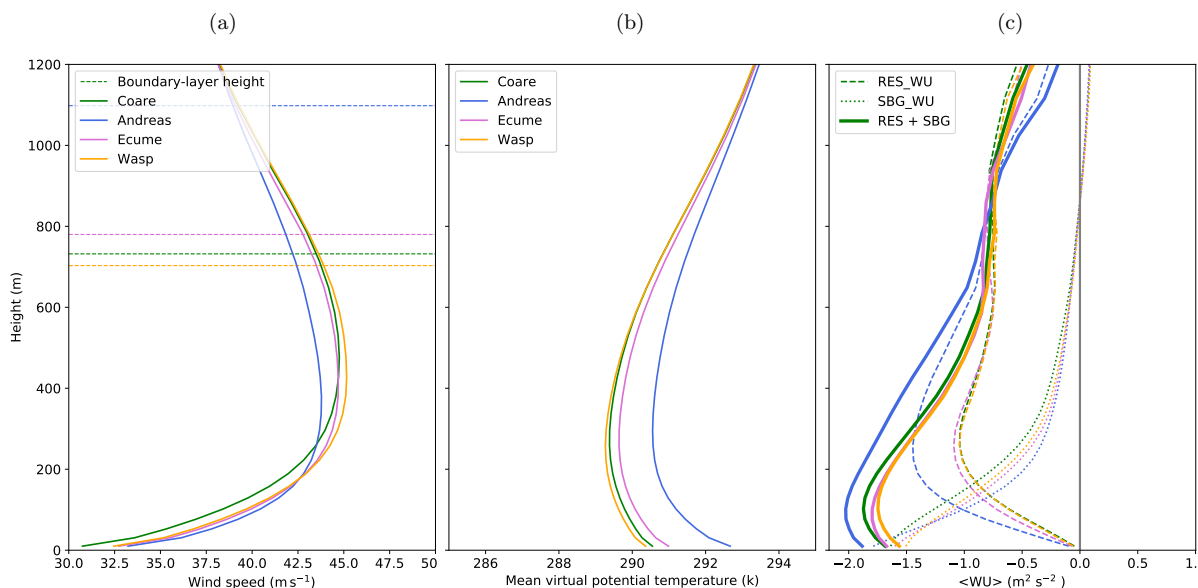 (a)
(b)
(c)
1200
1000
800
600
400
200
0
Height (m)
Boundary-layer height
Coare
Andreas
Ecume
Wasp
30.0
32.5
35.0
37.5
40.0
42.5
45.0
47.5
50.0
Wind speed (m s⁻¹)
Coare
Andreas
Ecume
Wasp
286
288
290
292
294
Mean virtual potential temperature (k)
RES_WU
SBG_WU
RES + SBG
−2.0
−1.5
−1.0
−0.5
0.0
0.5
1.
<WU> (m² s⁻²)